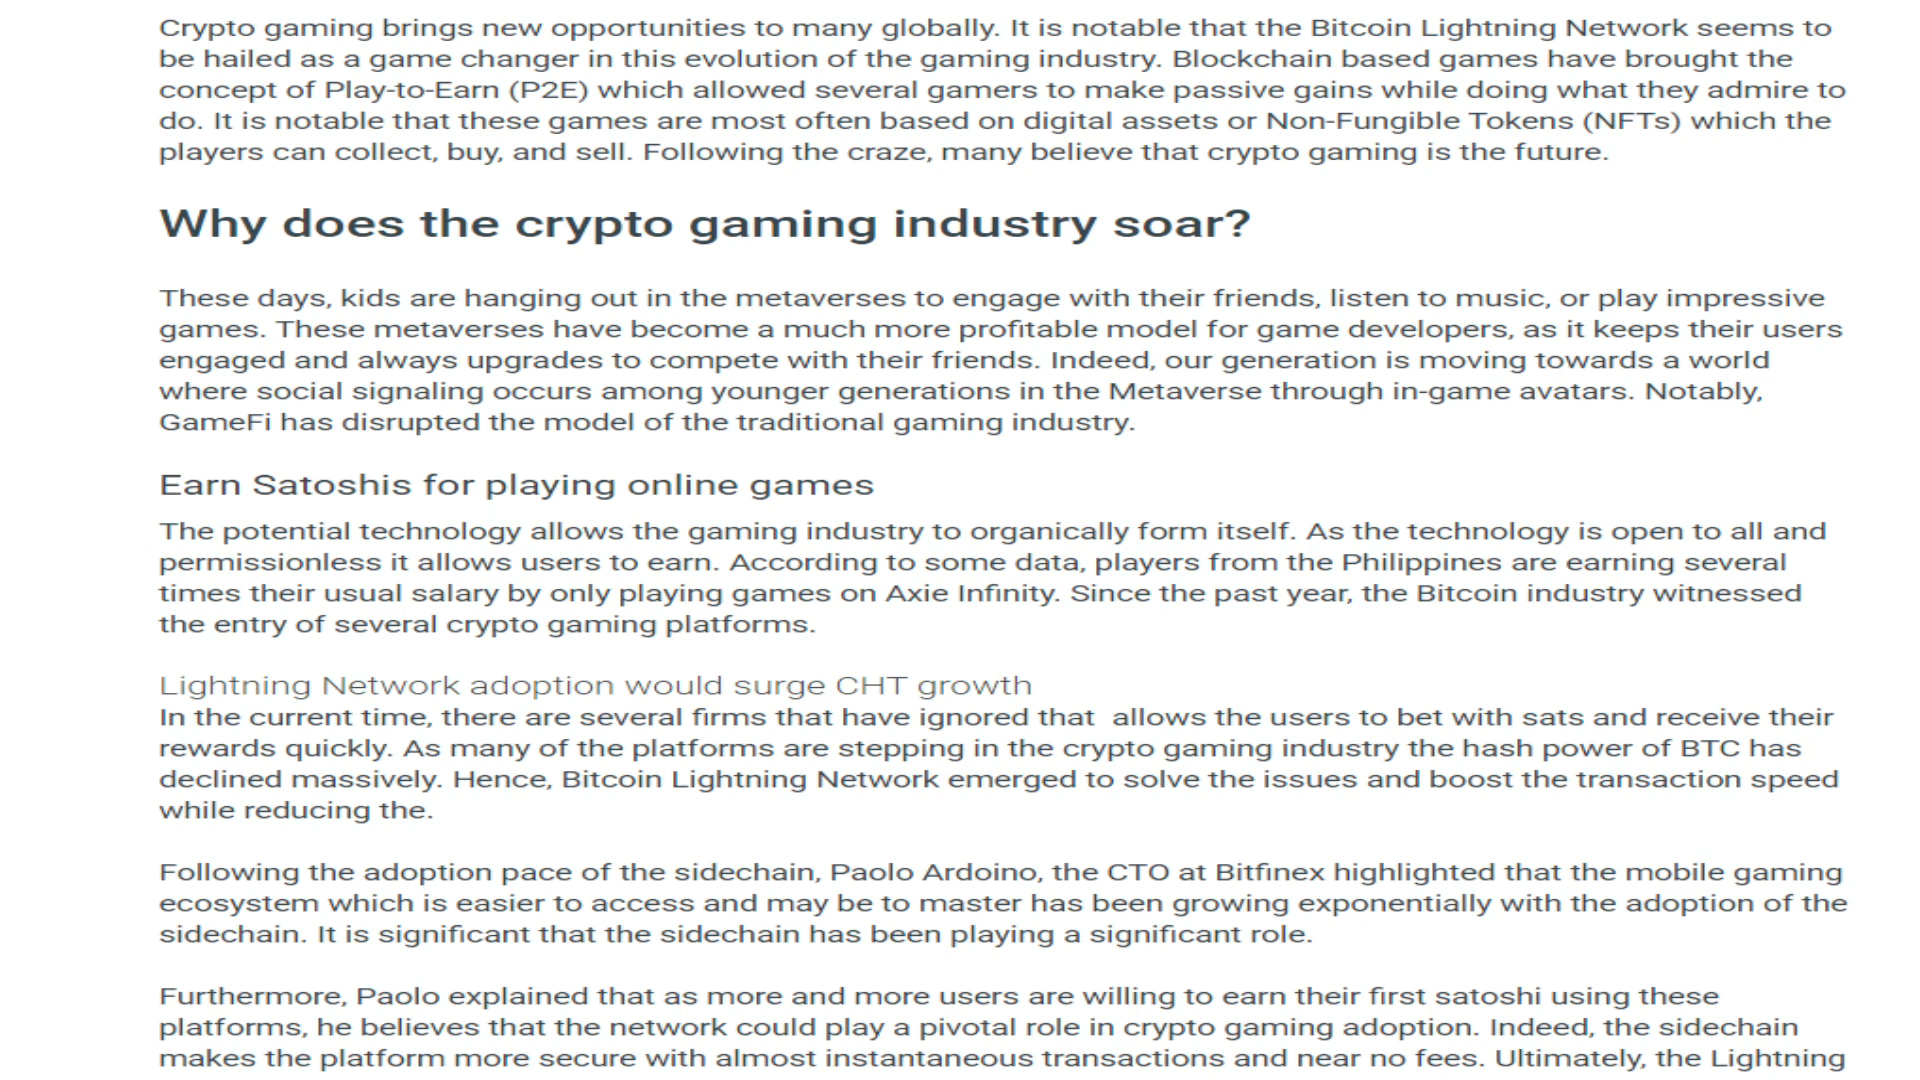 Crypto gaming brings new opportunities to many globally. It is notable that the Bitcoin Lightning Network seems to
be hailed as a game changer in this evolution of the gaming industry. Blockchain based games have brought the
concept of Play-to-Earn (P2E) which allowed several gamers to make passive gains while doing what they admire to
do. It is notable that these games are most often based on digital assets or Non-Fungible Tokens (NFTs) which the
players can collect, buy, and sell. Following the craze, many believe that crypto gaming is the future.
Why does the crypto gaming industry soar?
These days, kids are hanging out in the metaverses to engage with their friends, listen to music, or play impressive
games. These metaverses have become a much more profitable model for game developers, as it keeps their users
engaged and always upgrades to compete with their friends. Indeed, our generation is moving towards a world
where social signaling occurs among younger generations in the Metaverse through in-game avatars. Notably,
GameFi has disrupted the model of the traditional gaming industry.
Earn Satoshis for playing online games
The potential technology allows the gaming industry to organically form itself. As the technology is open to all and
permissionless it allows users to earn. According to some data, players from the Philippines are earning several
times their usual salary by only playing games on Axie Infinity. Since the past year, the Bitcoin industry witnessed
the entry of several crypto gaming platforms.
Lightning Network adoption would surge CHT growth
In the current time, there are several firms that have ignored that  allows the users to bet with sats and receive their
rewards quickly. As many of the platforms are stepping in the crypto gaming industry the hash power of BTC has
declined massively. Hence, Bitcoin Lightning Network emerged to solve the issues and boost the transaction speed
while reducing the.
Following the adoption pace of the sidechain, Paolo Ardoino, the CTO at Bitfinex highlighted that the mobile gaming
ecosystem which is easier to access and may be to master has been growing exponentially with the adoption of the
sidechain. It is significant that the sidechain has been playing a significant role.
Furthermore, Paolo explained that as more and more users are willing to earn their first satoshi using these
platforms, he believes that the network could play a pivotal role in crypto gaming adoption. Indeed, the sidechain
makes the platform more secure with almost instantaneous transactions and near no fees. Ultimately, the Lightning